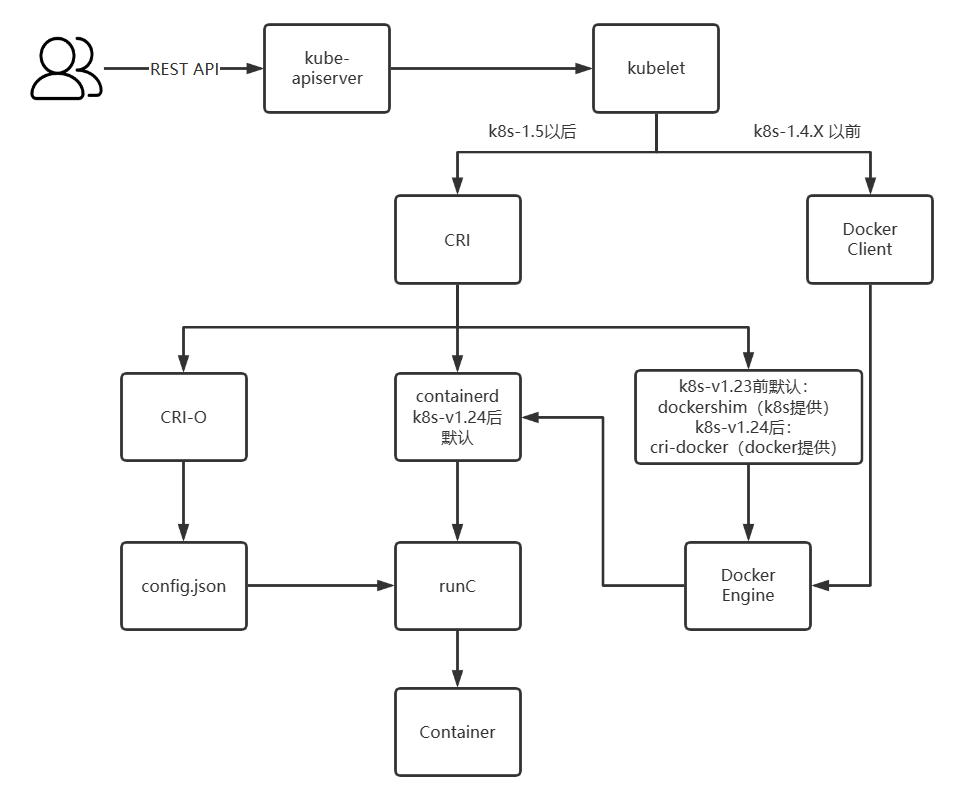 REST API
kube-
apiserver
kubelet
k8s-1.5以后
k8s-1.4.X 以前
CRI
Docker
Client
CRI-O
containerd
k8s-v1.24后
默认
k8s-v1.23前默认：
dockershim（k8s提供）
k8s-v1.24后：
cri-docker（docker提供）
config.json
runC
Docker
Engine
Container